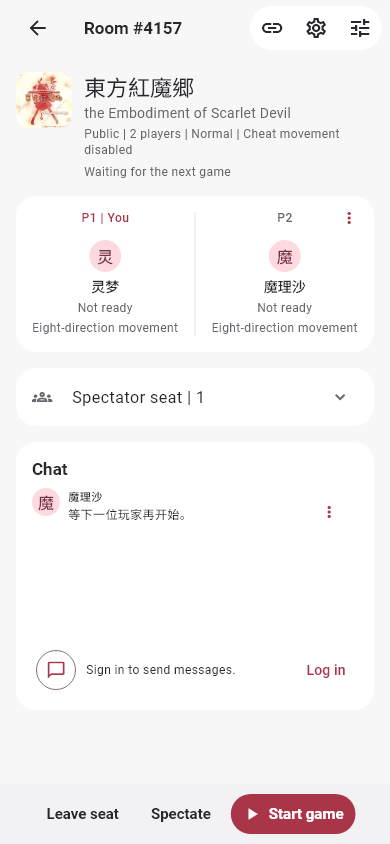 Room #4157
東方紅魔郷
the Embodiment of Scarlet Devil
Public | 2 players | Normal | Cheat movement
disabled
Waiting for the next game
P1 | You
灵
灵梦
Not ready
Eight-direction movement
P2
魔
魔理沙
Not ready
Eight-direction movement
Spectator seat | 1
Chat
魔
魔理沙
等下一位玩家再开始。
Sign in to send messages.
Log in
Leave seat
Spectate
Start game